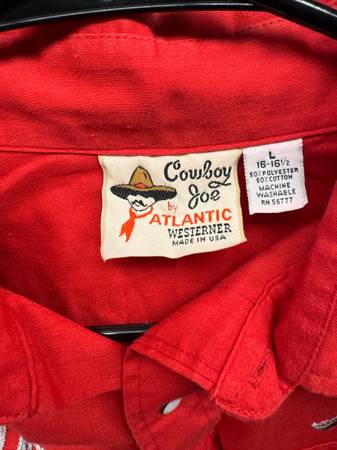 Cowboy
Joe
by
ATLANTIC
WESTERNER
MADE IN USA
L
16-16½
50% POLYESTER
50% COTTON
MACHINE
WASHABLE
RN 56777